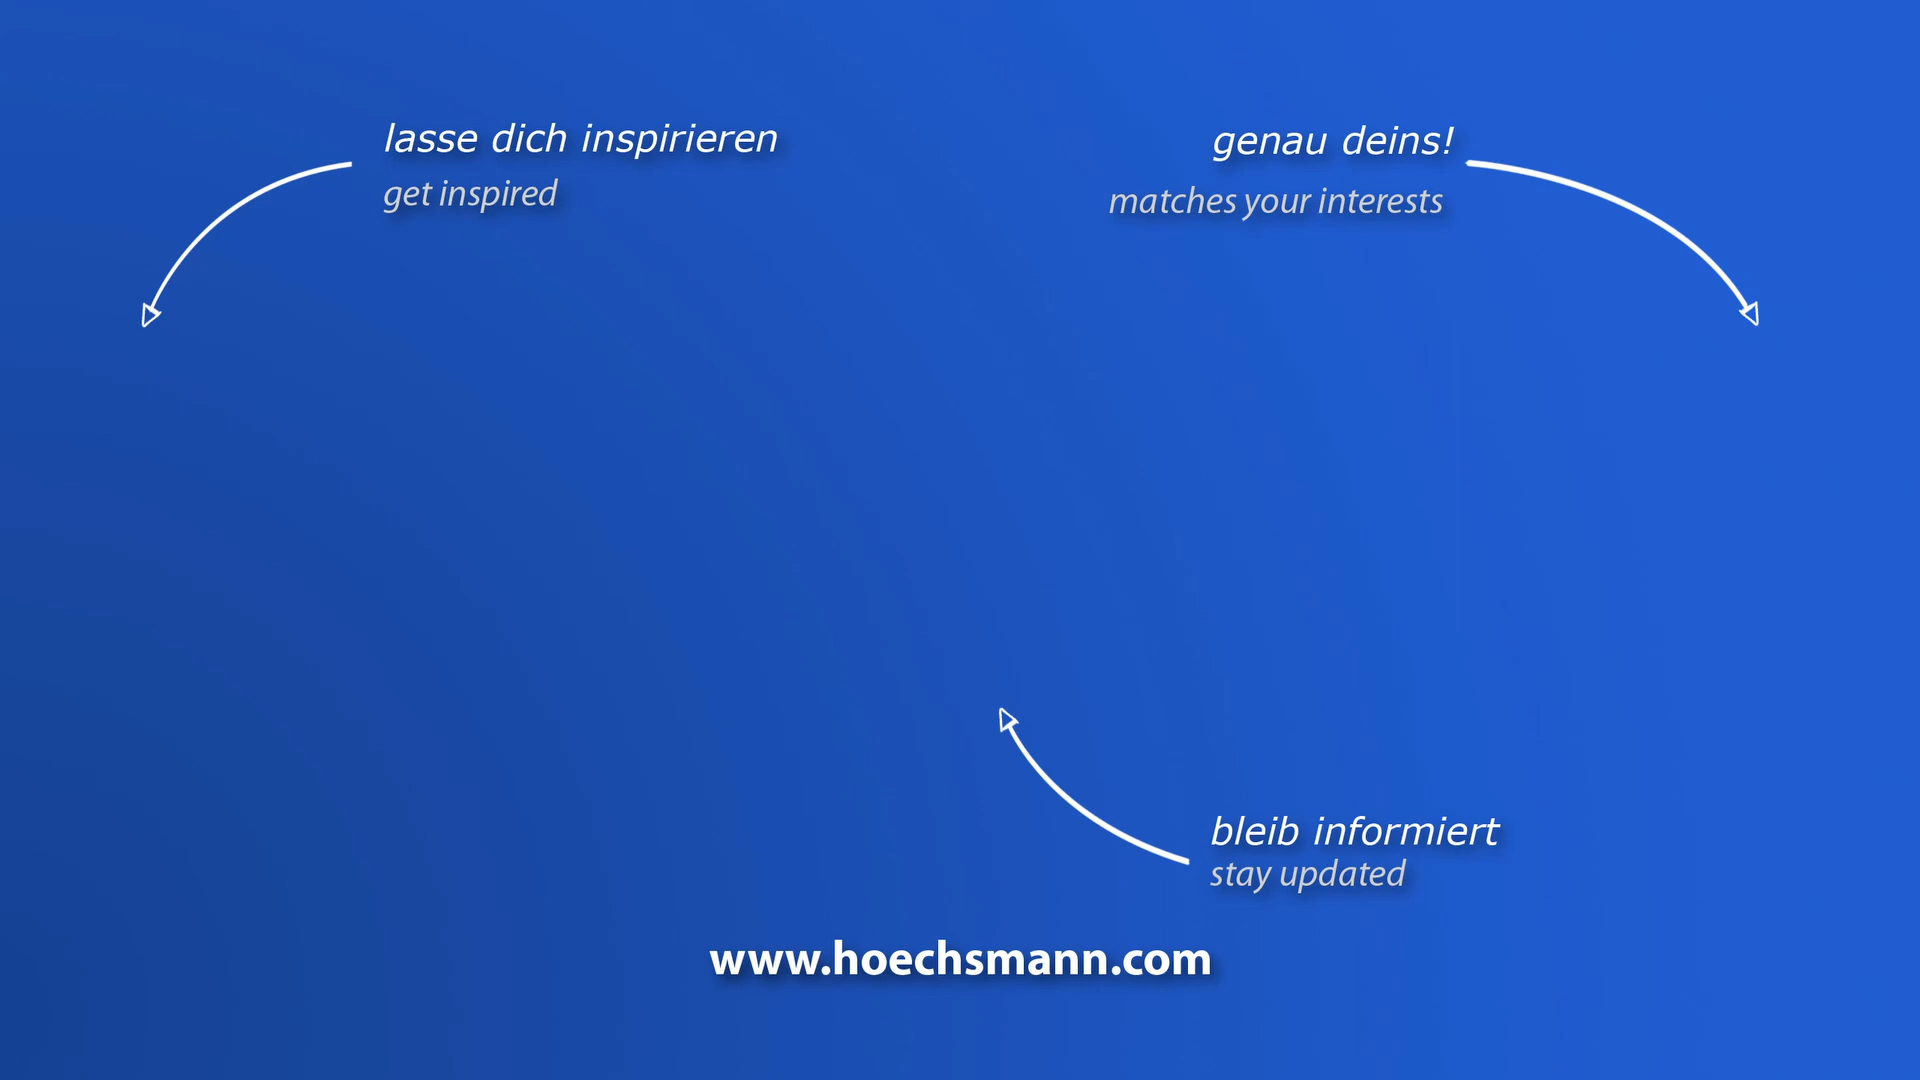 lasse dich inspirieren
get inspired
genau deins!
matches your interests
bleib informiert
stay updated
www.hoechsmann.com